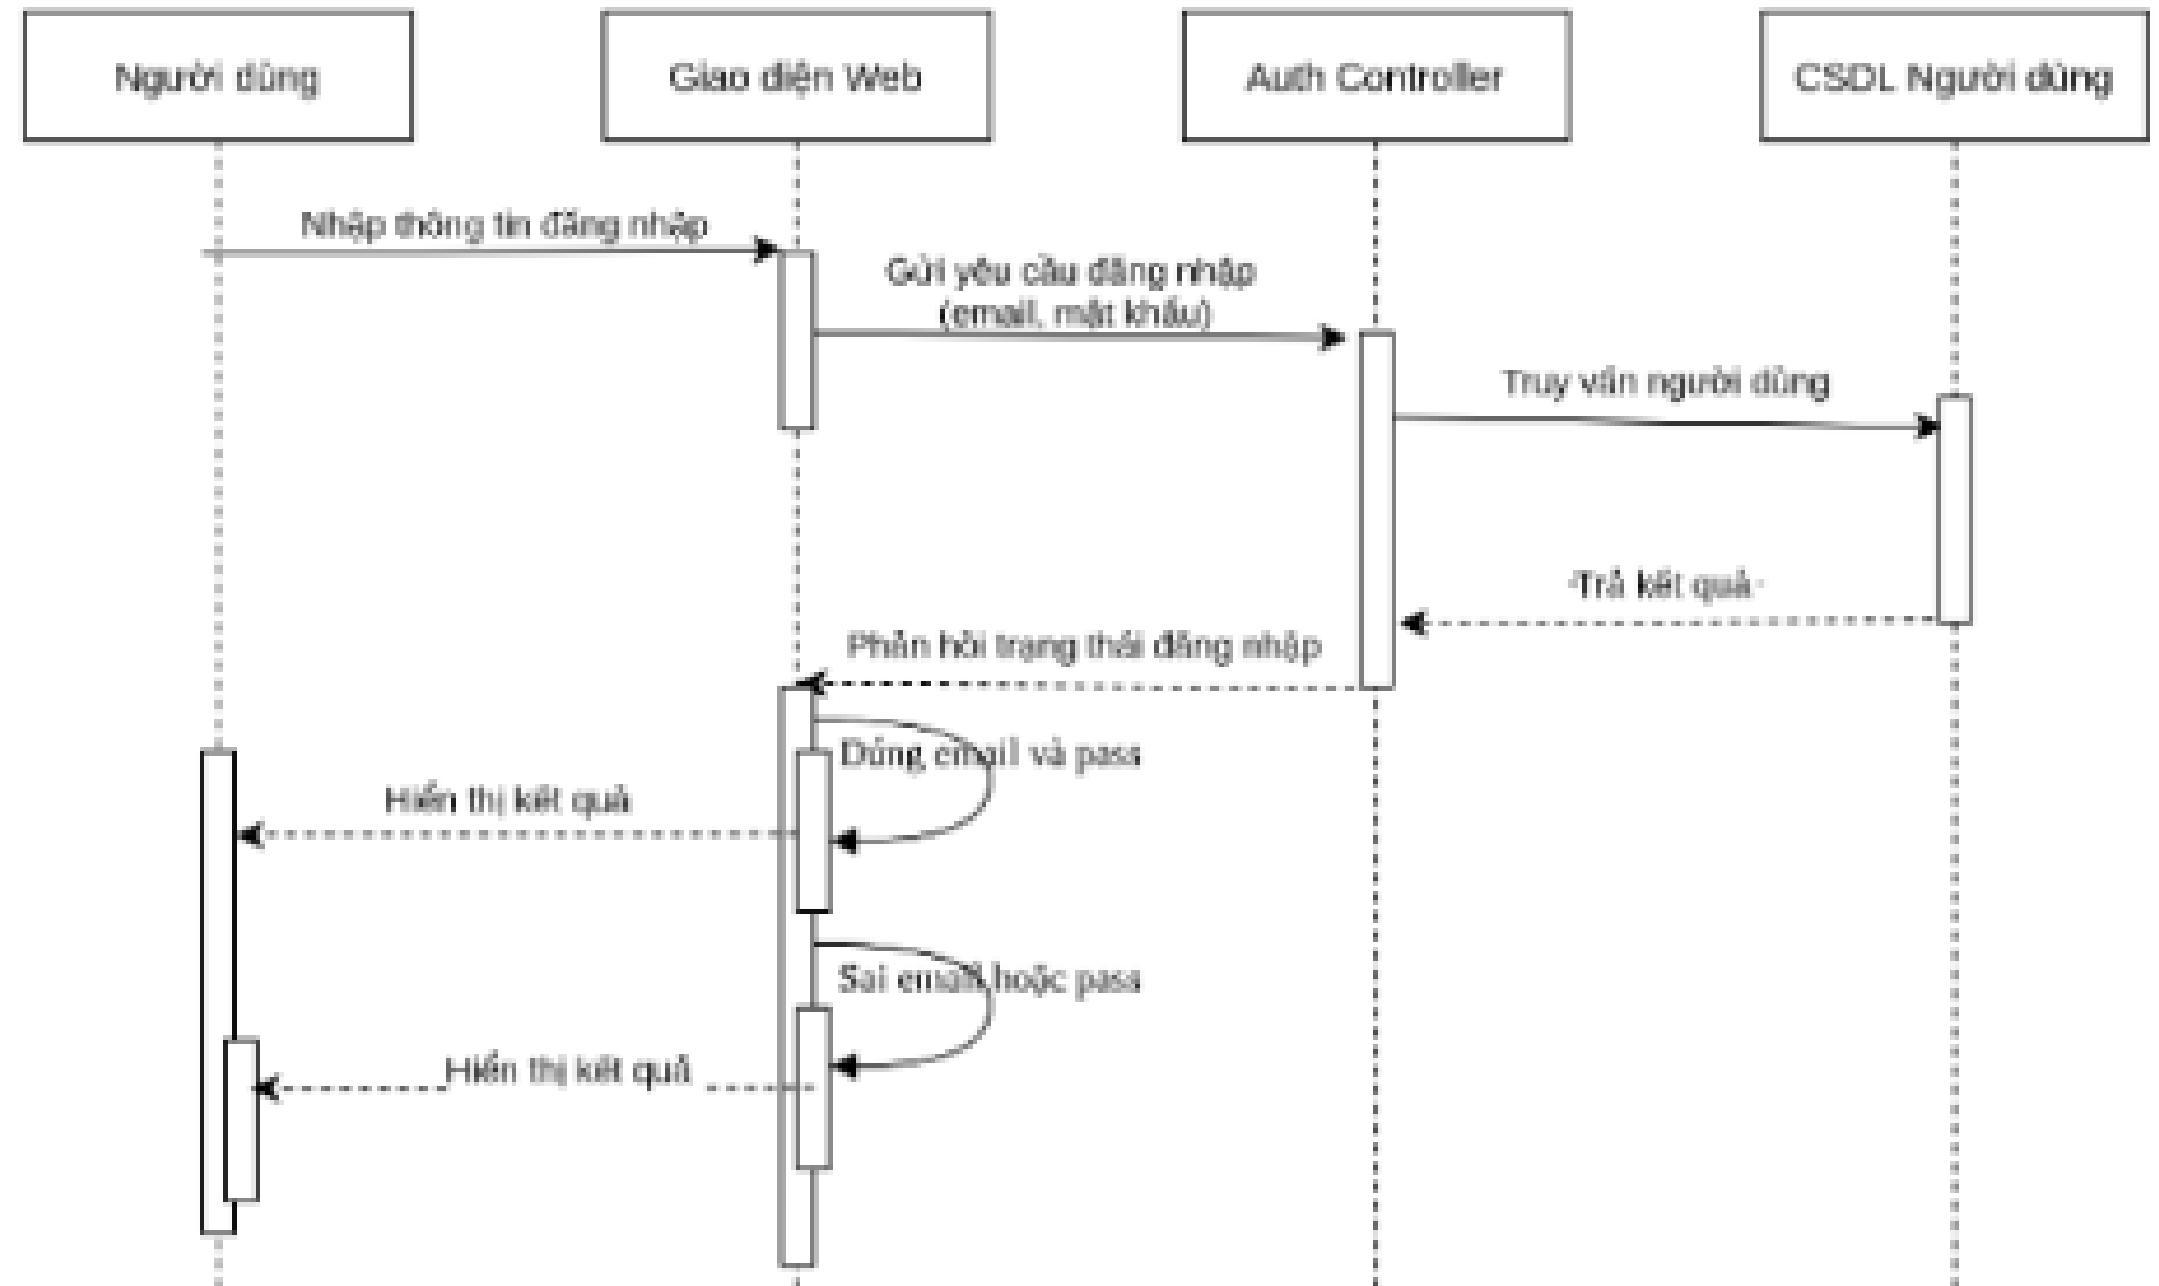 Người dùng
Giao diện Web
Auth Controller
CSDL Người dùng
Nhập thông tin đăng nhập
Gửi yêu cầu đăng nhập
(email, mật khẩu)
Truy vấn người dùng
Trả kết quả
Phản hồi trạng thái đăng nhập
Đúng email và pass
Hiển thị kết quả
Sai email hoặc pass
Hiển thị kết quả